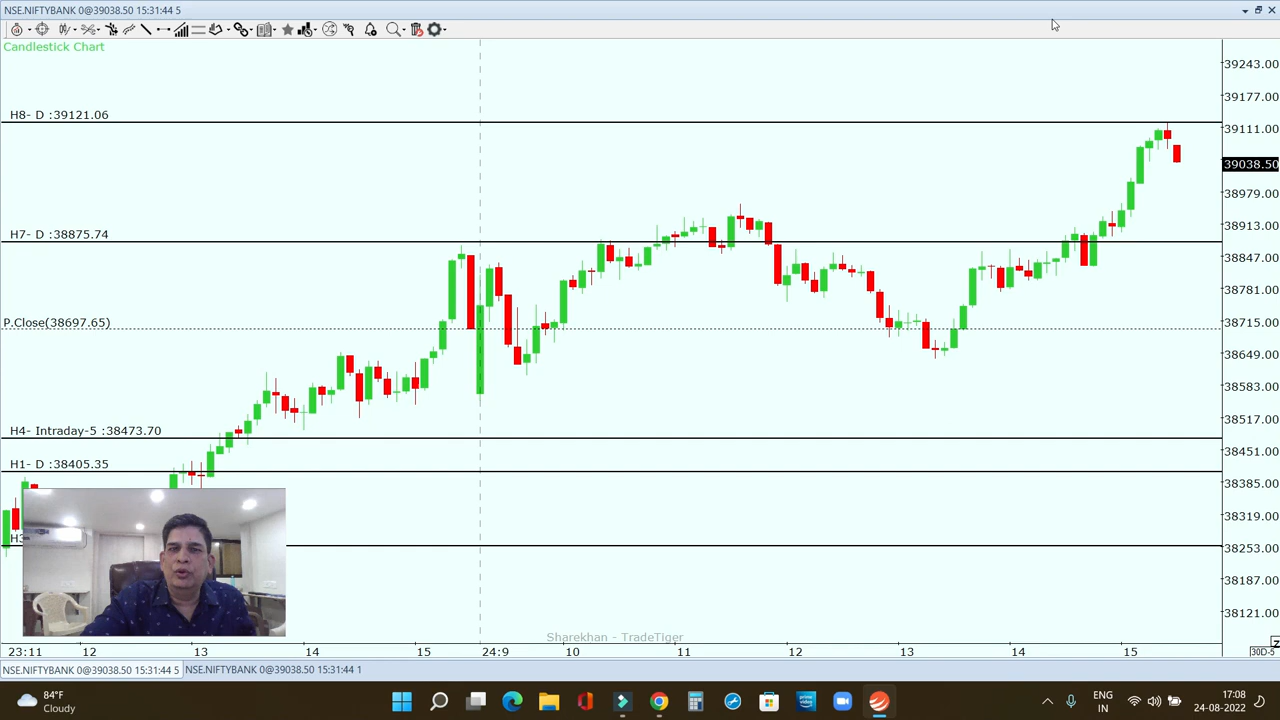 NSE.NIFTYBANK 0@39038.50 15:31:44 5
Candlestick Chart
39243.00
39177.00
H8- D :39121.06
39111.00
39038.50
38979.00
38913.00
H7- D :38875.74
38847.00
38781.00
P.Close(38697.65)
38715.00
38649.00
38583.00
38517.00
H4- Intraday-5 :38473.70
38451.00
H1- D :38405.35
38385.00
38319.00
38253.00
38187.00
38121.00
Sharekhan - TradeTiger
23:11 12 13 14 15 24:9 10 11 12 13 14 15 30D-5
NSE.NIFTYBANK 0@39038.50 15:31:44 5 NSE.NIFTYBANK 0@39038.50 15:31:44 1
84°F
Cloudy
prime video
ENG
IN
17:08
24-08-2022